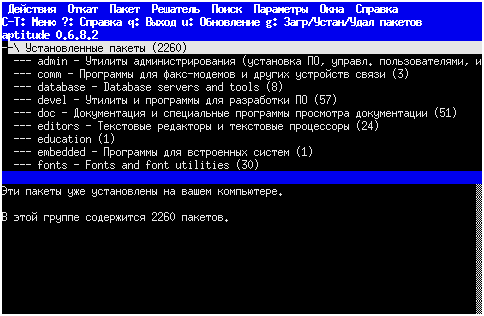 Действия Откат Пакет Решатель Поиск Параметры Окна Справка
C-T: Меню ?: Справка q: Выход u: Обновление g: Загр/Устан/Удал пакетов
aptitude 0.6.8.2
--\ Установленные пакеты (2260)
--- admin - Утилиты администрирования (установка ПО, управл. пользователями, и
--- comm - Программы для факс-модемов и других устройств связи (3)
--- database - Database servers and tools (8)
--- devel - Утилиты и программы для разработки ПО (57)
--- doc - Документация и специальные программы просмотра документации (51)
--- editors - Текстовые редакторы и текстовые процессоры (24)
--- education (1)
--- embedded - Программы для встроенных систем (1)
--- fonts - Fonts and font utilities (30)
Эти пакеты уже установлены на вашем компьютере.
В этой группе содержится 2260 пакетов.